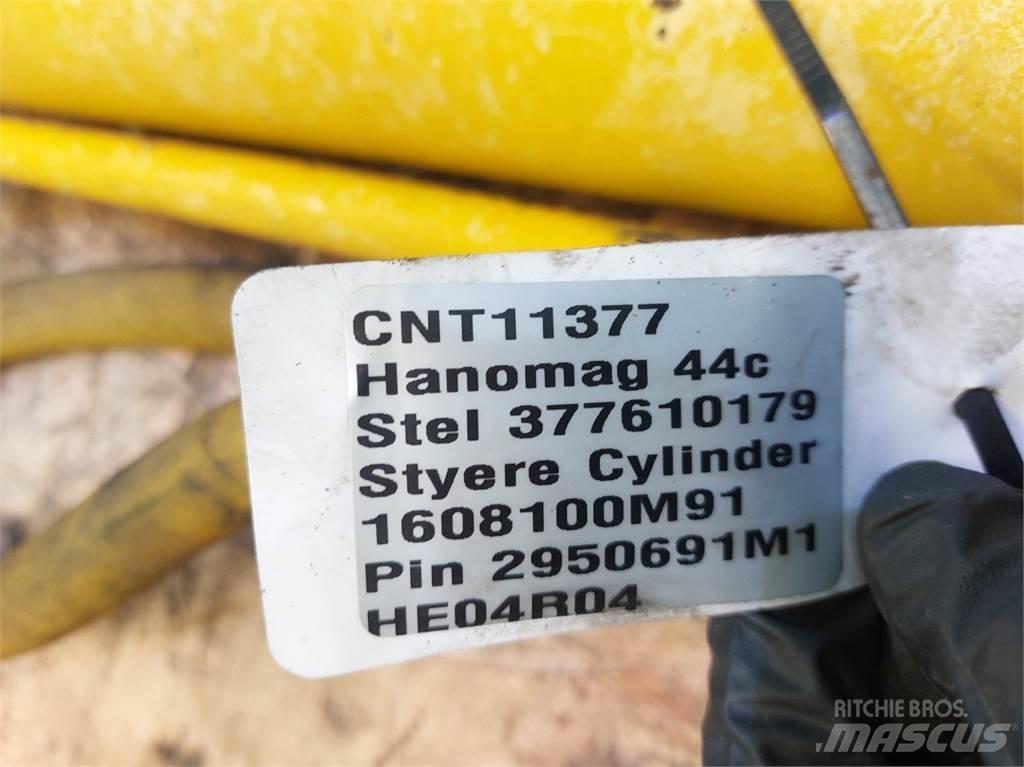 CNT11377
Hanomag 44c
Stel 377610179
Styere Cylinder
1608100M91
Pin 2950691M1
HE04R04
RITCHIE BROS.
MASCUS